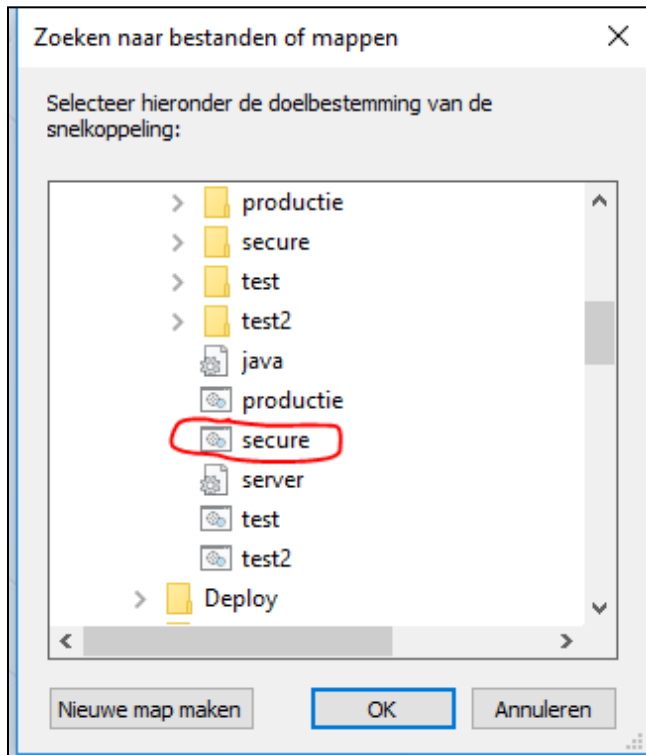 Zoeken naar bestanden of mappen
Selecteer hieronder de doelbestemming van de
snelkoppeling:
productie
secure
test
test2
java
productie
secure
server
test
test2
Deploy
Nieuwe map maken
OK
Annuleren